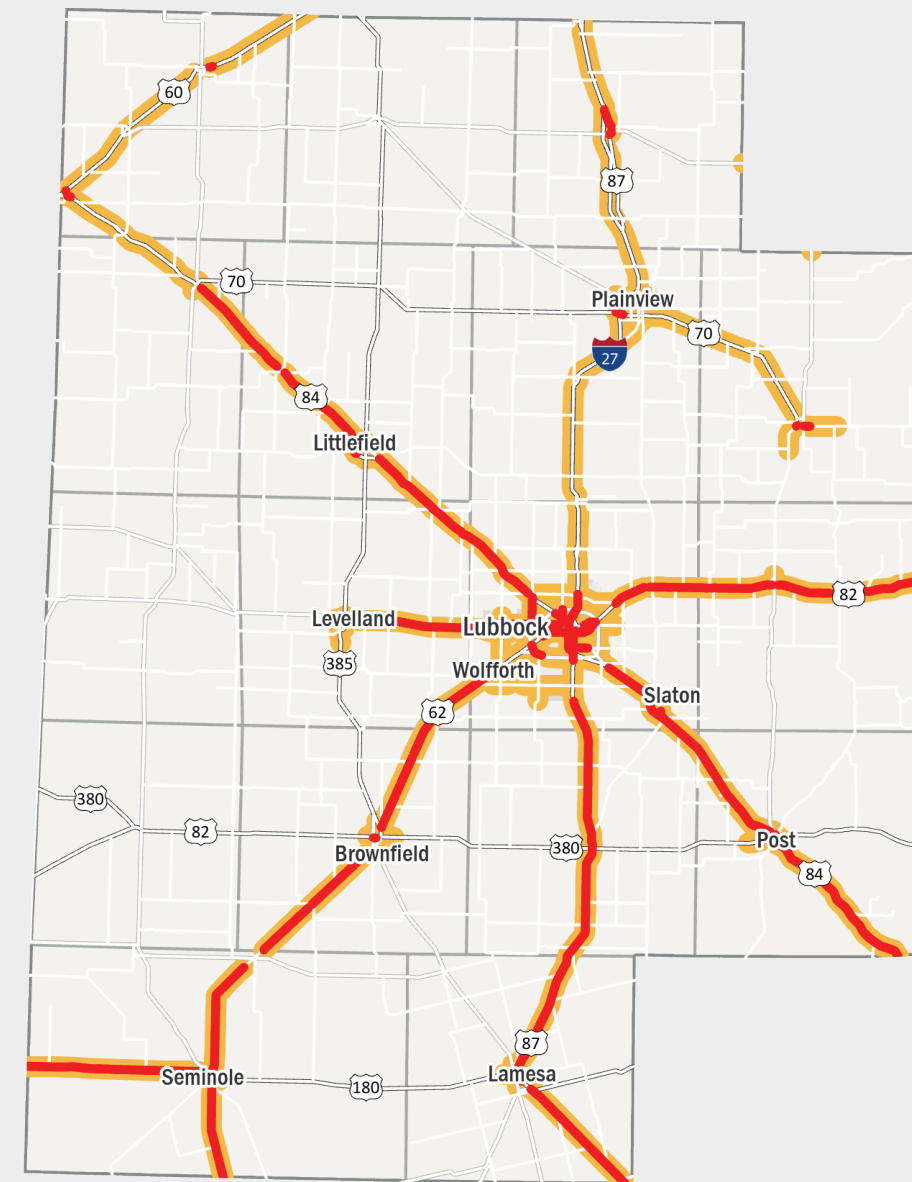 60
87
70
Plainview
70
27
84
Littlefield
82
Levelland
Lubbock
385
Wolfforth
Slaton
62
380
82
380
Post
Brownfield
84
87
Seminole
180
Lamesa